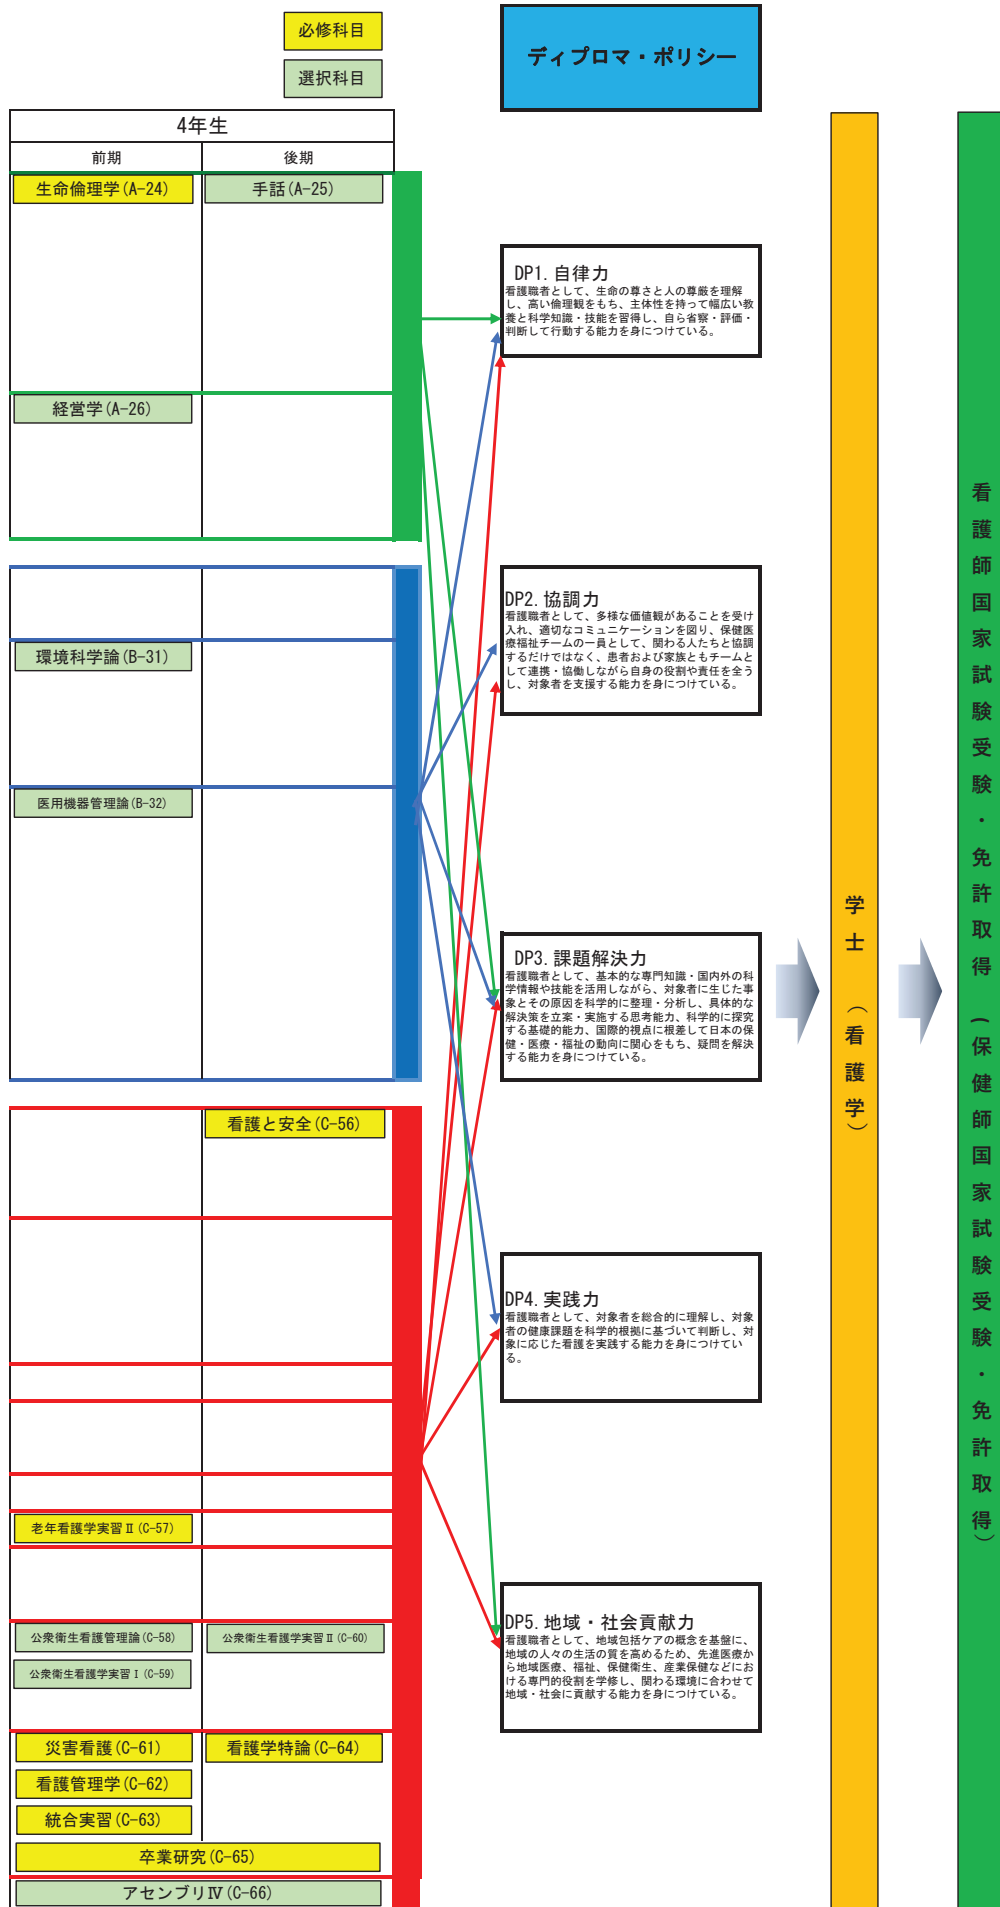 必修科目
選択科目
ディプロマ・ポリシー
4年生
前期
後期
生命倫理学(A-24)
手話(A-25)
経営学(A-26)
環境科学論(B-31)
医用機器管理論(B-32)
看護と安全(C-56)
老年看護学実習Ⅱ(C-57)
公衆衛生看護管理論(C-58)
公衆衛生看護学実習Ⅱ(C-60)
公衆衛生看護学実習Ⅰ(C-59)
災害看護(C-61)
看護学特論(C-64)
看護管理学(C-62)
統合実習(C-63)
卒業研究(C-65)
アセンブリⅣ(C-66)
DP1.自律力
看護職者として、生命の尊さと人の尊厳を理解
し、高い倫理観をもち、主体性を持って幅広い教
養と科学知識・技能を習得し、自ら省察・評価・
判断して行動する能力を身につけている。
DP2.協調力
看護職者として、多様な価値観があることを受け
入れ、適切なコミュニケーションを図り、保健医
療福祉チームの一員として、関わる人たちと協調
するだけではなく、患者および家族ともチームと
して連携・協働しながら自身の役割や責任を全う
し、対象者を支援する能力を身につけている。
DP3.課題解決力
看護職者として、基本的な専門知識・国内外の科
学情報や技能を活用しながら、対象者に生じた事
象とその原因を科学的に整理・分析し、具体的な
解決策を立案・実施する思考能力、科学的に探究
する基礎的能力、国際的視点に根差して日本の保
健・医療・福祉の動向に関心をもち、疑問を解決
する能力を身につけている。
DP4.実践力
看護職者として、対象者を総合的に理解し、対象
者の健康課題を科学的根拠に基づいて判断し、対
象に応じた看護を実践する能力を身につけてい
る。
DP5.地域・社会貢献力
看護職者として、地域包括ケアの概念を基盤に、
地域の人々の生活の質を高めるため、先進医療か
ら地域医療、福祉、保健衛生、産業保健などにお
ける専門的役割を学修し、関わる環境に合わせて
地域・社会に貢献する能力を身につけている。
学士（看護学）
看護師国家試験受験・免許取得（保健師国家試験受験・免許取得）